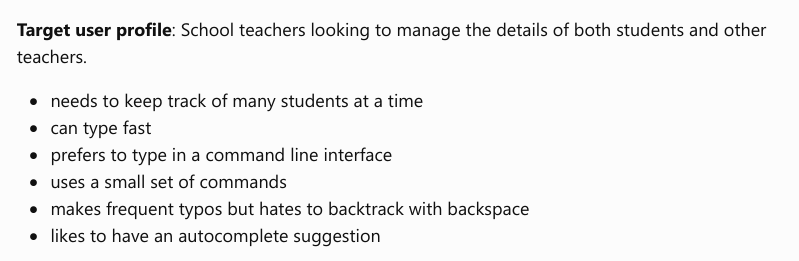 Target user profile: School teachers looking to manage the details of both students and other
teachers.
• needs to keep track of many students at a time
• can type fast
• prefers to type in a command line interface
• uses a small set of commands
• makes frequent typos but hates to backtrack with backspace
• likes to have an autocomplete suggestion